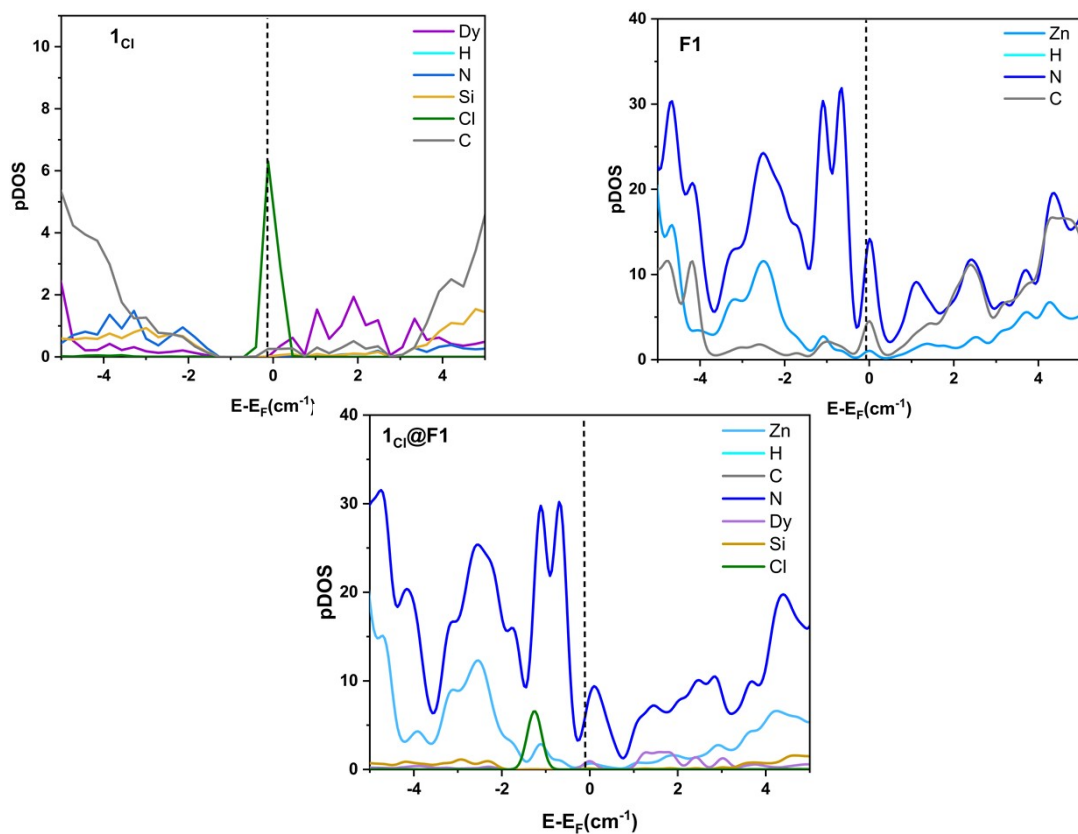 1Cl
Dy
H
N
Si
Cl
C
10
8
6
4
2
0
pDOS
-4
-2
0
2
4
E-EF(cm-1)
F1
Zn
H
N
C
40
30
20
10
0
pDOS
-4
-2
0
2
4
E-EF(cm-1)
1Cl@F1
Zn
H
C
N
Dy
Si
Cl
40
30
20
10
0
pDOS
-4
-2
0
2
4
E-EF(cm-1)